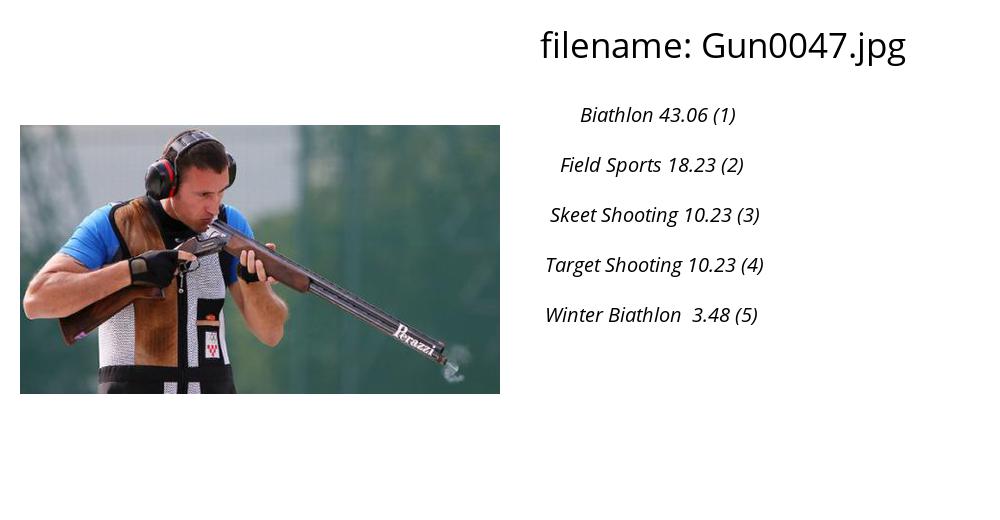 filename: Gun0047.jpg
Biathlon 43.06 (1)
Field Sports 18.23 (2)
Skeet Shooting 10.23 (3)
Target Shooting 10.23 (4)
Winter Biathlon 3.48 (5)
Perazzi